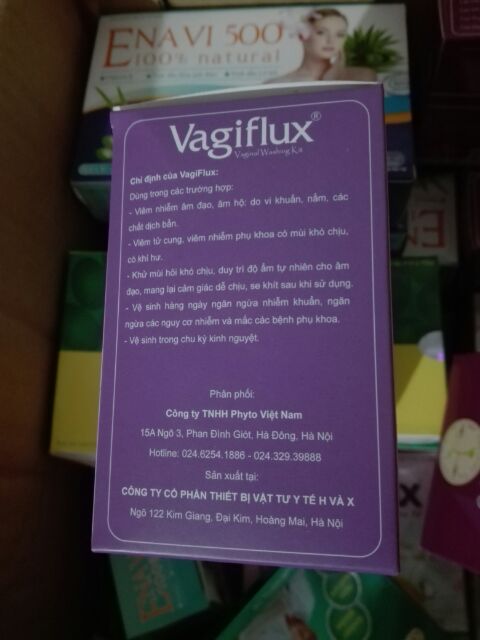 ENAVI 500
100% natural
Vagiflux®
Vaginal Washing Kit
Chỉ định của VagiFlux:
Dùng trong các trường hợp:
- Viêm nhiễm âm đạo, âm hộ: do vi khuẩn, nấm, các
chất dịch bẩn.
- Viêm tử cung, viêm nhiễm phụ khoa có mùi khó chịu,
có khí hư.
- Khử mùi hôi khó chịu, duy trì độ ẩm tự nhiên cho âm
đạo, mang lại cảm giác dễ chịu, se khít sau khi sử dụng.
- Vệ sinh hàng ngày ngăn ngừa nhiễm khuẩn, ngăn
ngừa các nguy cơ nhiễm và mắc các bệnh phụ khoa.
- Vệ sinh trong chu kỳ kinh nguyệt.
Phân phối:
Công ty TNHH Phyto Việt Nam
15A Ngõ 3, Phan Đình Giót, Hà Đông, Hà Nội
Hotline: 024.6254.1886 - 024.329.39888
Sản xuất tại:
CÔNG TY CỔ PHẦN THIẾT BỊ VẬT TƯ Y TẾ H VÀ X
Ngõ 122 Kim Giang, Đại Kim, Hoàng Mai, Hà Nội
ENAVI